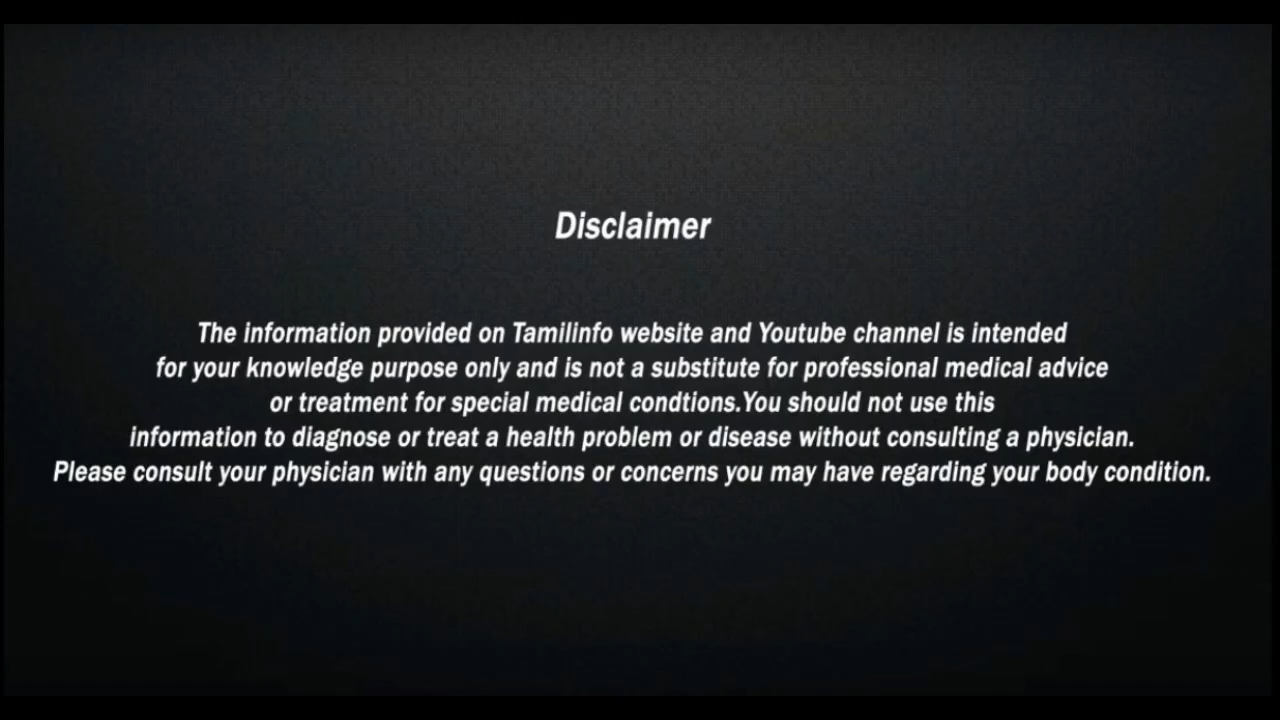 Disclaimer
The information provided on Tamilinfo website and Youtube channel is intended
for your knowledge purpose only and is not a substitute for professional medical advice
or treatment for special medical condtions.You should not use this
information to diagnose or treat a health problem or disease without consulting a physician.
Please consult your physician with any questions or concerns you may have regarding your body condition.